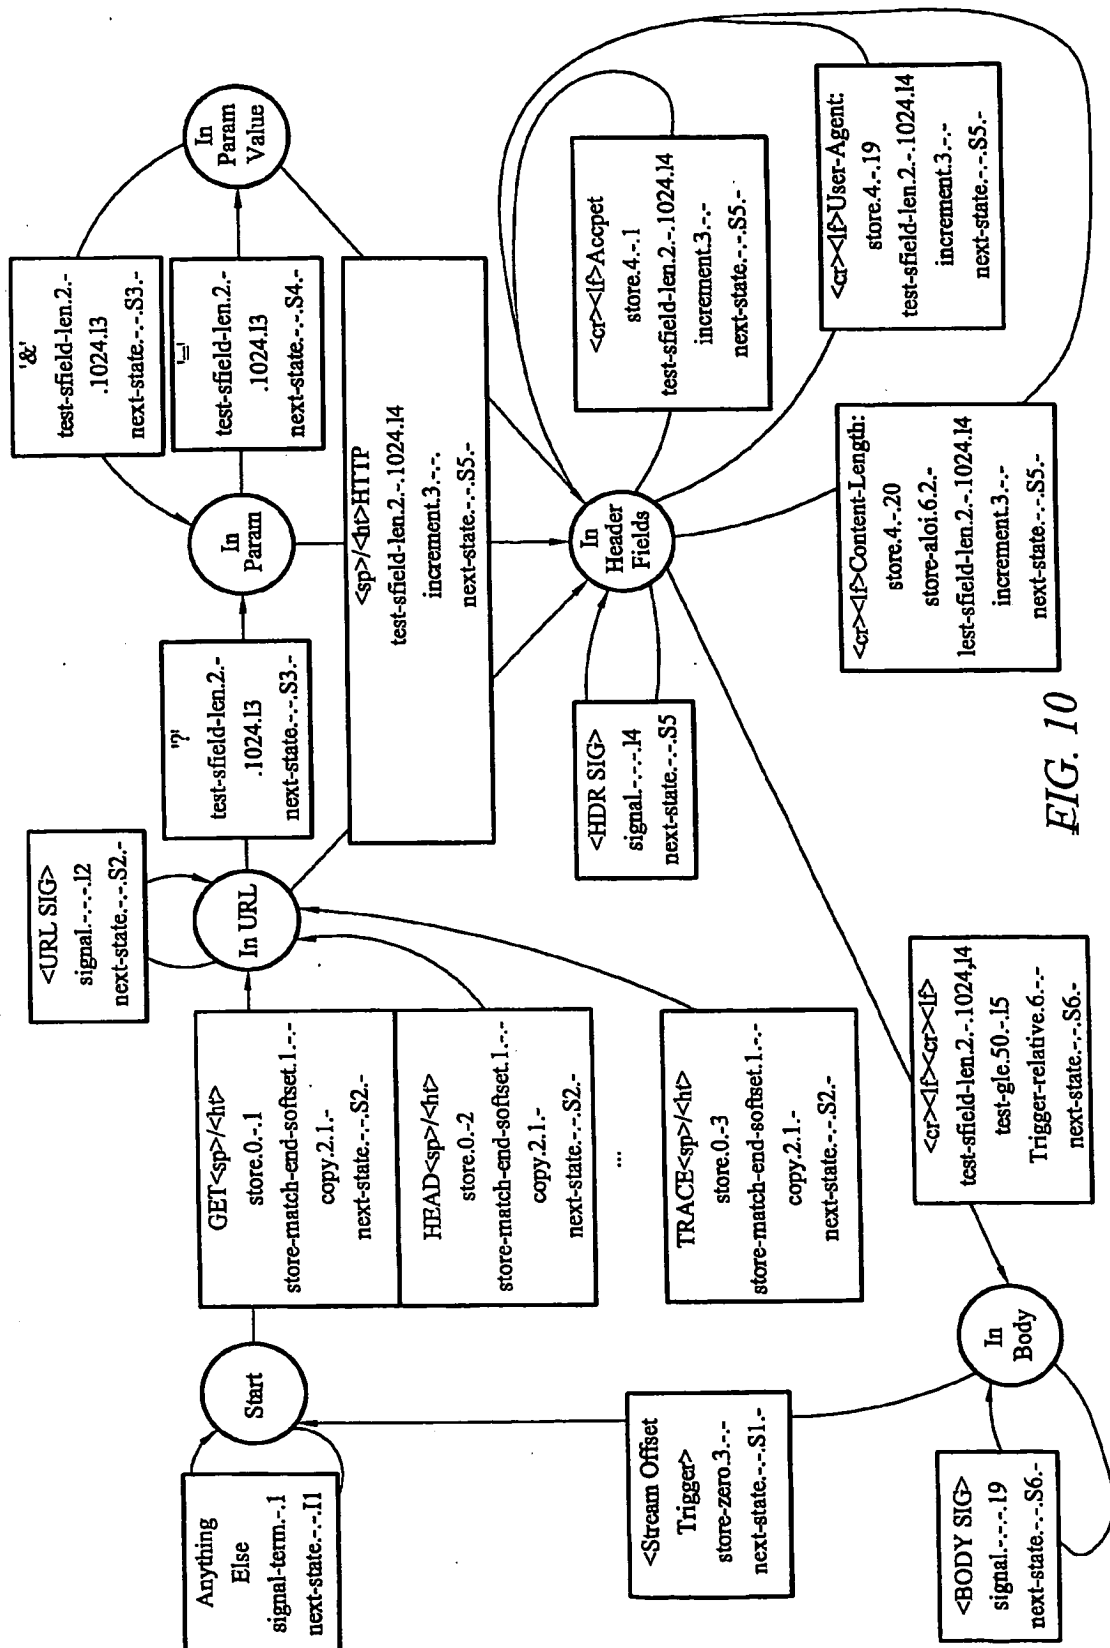 Anything
Else
signal-term.-.1
next-state.-.-.I1
Start
GET<sp>/<ht>
store.0.-.1
store-match-end-softset.1.-.-
copy.2.1.-
next-state.-.-.S2.-
HEAD<sp>/<ht>
store.0.-2
store-match-end-softset.1.-.-
copy.2.1.-
next-state.-.-.S2.-
...
TRACE<sp>/<ht>
store.0.-3
store-match-end-softset.1.-.-
copy.2.1.-
next-state.-.-.S2.-
<URL SIG>
signal.-.-.-.12
next-state.-.-.S2.-
In URL
'?'
test-sfield-len.2.-
.1024.13
next-state.-.-.S3.-
In
Param
'&'
test-sfield-len.2.-
.1024.13
next-state.-.-.S3.-
'='
test-sfield-len.2.-
.1024.13
next-state.-.-.S4.-
In
Param
Value
<sp>/<ht>HTTP
test-sfield-len.2.-.1024.14
increment.3.-.-.
next-state.-.-.S5.-
In
Header
Fields
<HDR SIG>
signal.-.-.-.14
next-state.-.-.S5
<cr><lf>Accpet
store.4.-.1
test-sfield-len.2.-.1024.14
increment.3.-.-
next-state.-.-.S5.-
<cr><lf>User-Agent:
store.4.-.19
test-sfield-len.2.-.1024.14
increment.3.-.-
next-state.-.-.S5.-
<cr><lf>Content-Length:
store.4.-.20
store-aloi.6.2.-
lest-sfield-len.2.-.1024.14
increment.3.-.-
next-state.-.-.S5.-
<cr><lf><cr><lf>
test-sfield-len.2.-.1024,14
test-gle.50.-.15
Trigger-relative.6.-.-
next-state.-.-.S6.-
In
Body
<Stream Offset
Trigger>
store-zero.3.-.-
next-state.-.-.S1.-
<BODY SIG>
signal.-.-.-.19
next-state.-.-.S6.-
FIG. 10